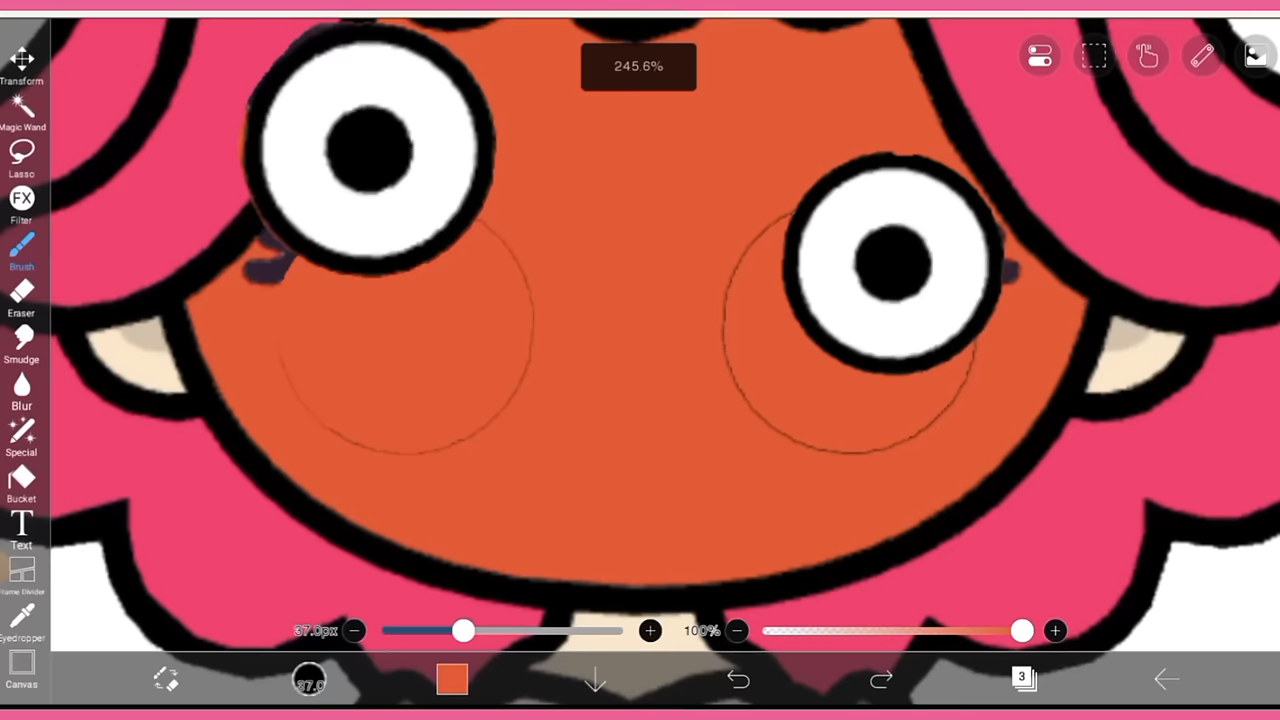 245.6%
Transform
Magic Wand
Lasso
FX
Filter
Brush
Eraser
Smudge
Blur
Special
Bucket
T
Text
Frame Divider
Eyedropper
Canvas
37.0px
100%
37.0
3